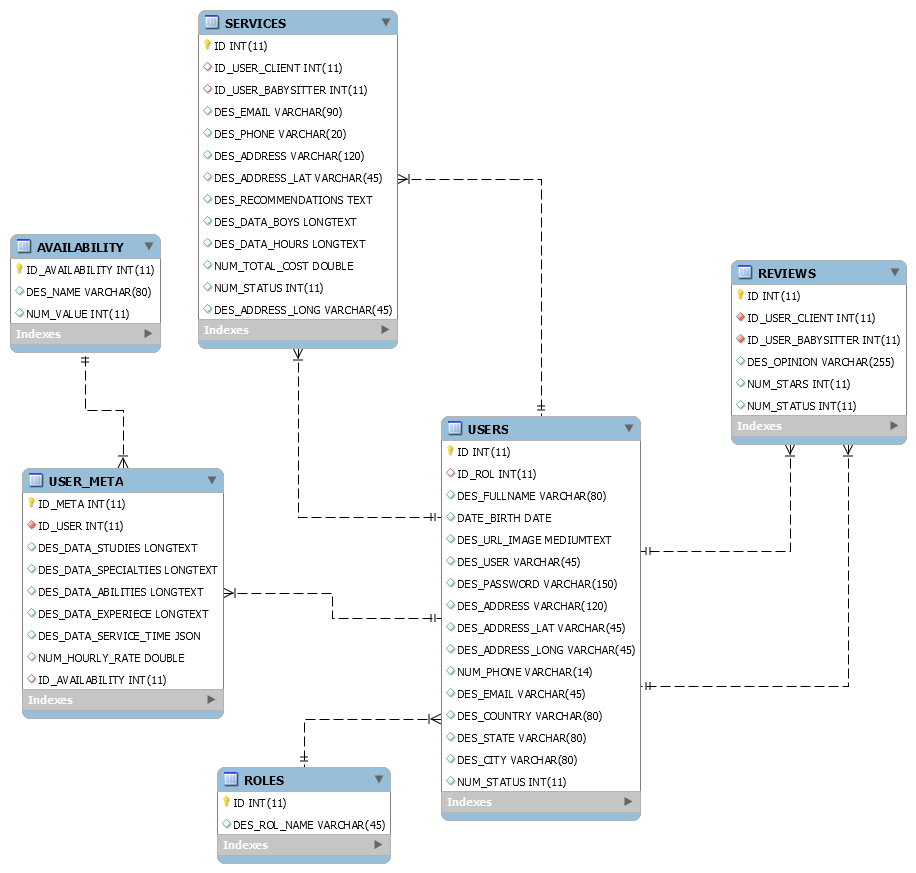 SERVICES
ID INT(11)
ID_USER_CLIENT INT(11)
ID_USER_BABYSITTER INT(11)
DES_EMAIL VARCHAR(90)
DES_PHONE VARCHAR(20)
DES_ADDRESS VARCHAR(120)
DES_ADDRESS_LAT VARCHAR(45)
DES_RECOMMENDATIONS TEXT
DES_DATA_BOYS LONGTEXT
DES_DATA_HOURS LONGTEXT
NUM_TOTAL_COST DOUBLE
NUM_STATUS INT(11)
DES_ADDRESS_LONG VARCHAR(45)
Indexes
AVAILABILITY
ID_AVAILABILITY INT(11)
DES_NAME VARCHAR(80)
NUM_VALUE INT(11)
Indexes
REVIEWS
ID INT(11)
ID_USER_CLIENT INT(11)
ID_USER_BABYSITTER INT(11)
DES_OPINION VARCHAR(255)
NUM_STARS INT(11)
NUM_STATUS INT(11)
Indexes
USERS
ID INT(11)
ID_ROL INT(11)
DES_FULLNAME VARCHAR(80)
DATE_BIRTH DATE
DES_URL_IMAGE MEDIUMTEXT
DES_USER VARCHAR(45)
DES_PASSWORD VARCHAR(150)
DES_ADDRESS VARCHAR(120)
DES_ADDRESS_LAT VARCHAR(45)
DES_ADDRESS_LONG VARCHAR(45)
NUM_PHONE VARCHAR(14)
DES_EMAIL VARCHAR(45)
DES_COUNTRY VARCHAR(80)
DES_STATE VARCHAR(80)
DES_CITY VARCHAR(80)
NUM_STATUS INT(11)
Indexes
USER_META
ID_META INT(11)
ID_USER INT(11)
DES_DATA_STUDIES LONGTEXT
DES_DATA_SPECIALTIES LONGTEXT
DES_DATA_ABILITIES LONGTEXT
DES_DATA_EXPERIECE LONGTEXT
DES_DATA_SERVICE_TIME JSON
NUM_HOURLY_RATE DOUBLE
ID_AVAILABILITY INT(11)
Indexes
ROLES
ID INT(11)
DES_ROL_NAME VARCHAR(45)
Indexes